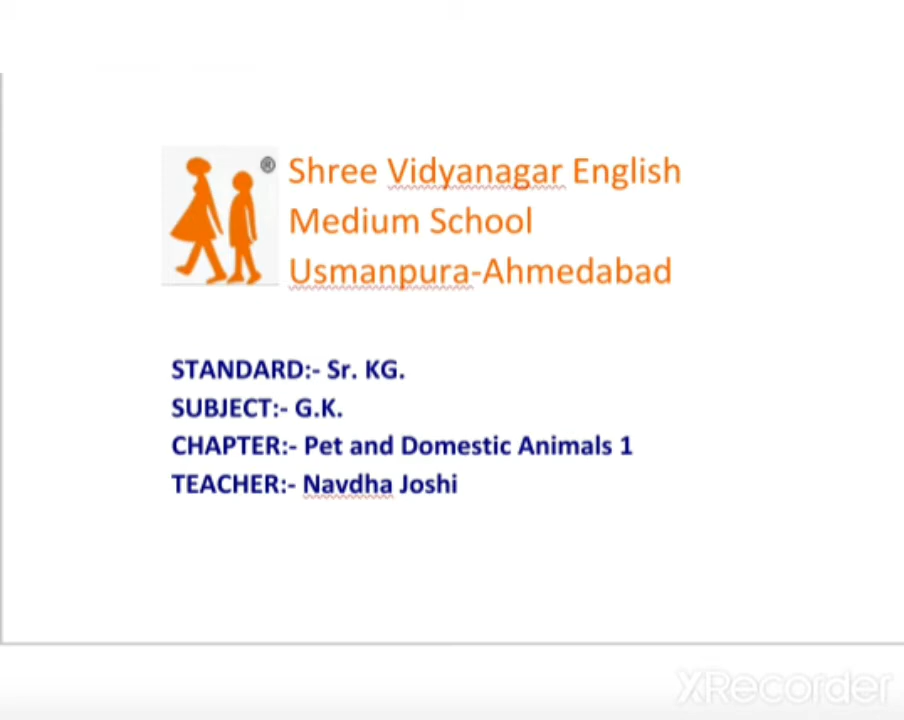 ® Shree Vidyanagar English
Medium School
Usmanpura-Ahmedabad
STANDARD:- Sr. KG.
SUBJECT:- G.K.
CHAPTER:- Pet and Domestic Animals 1
TEACHER:- Navdha Joshi
XRecorder